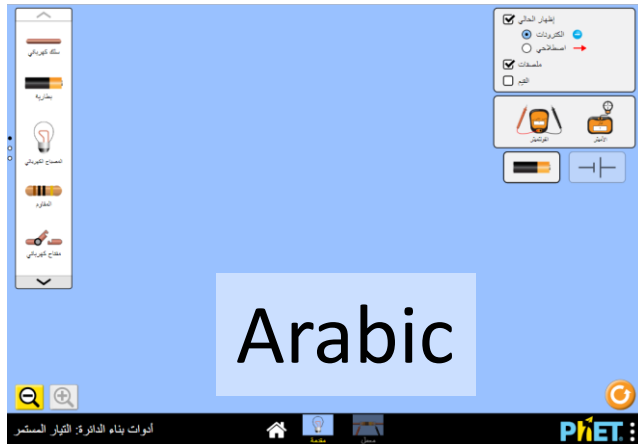 سلك كهربائي
بطارية
المصباح الكهربائي
المقاوم
مفتاح كهربائي
إظهار الحالي
الكترونات
اصطلاحي
ملصقات
القيم
الفولتميتر
الأميتر
Arabic
أدوات بناء الدائرة: التيار المستمر
مقدمة
معمل
PhET